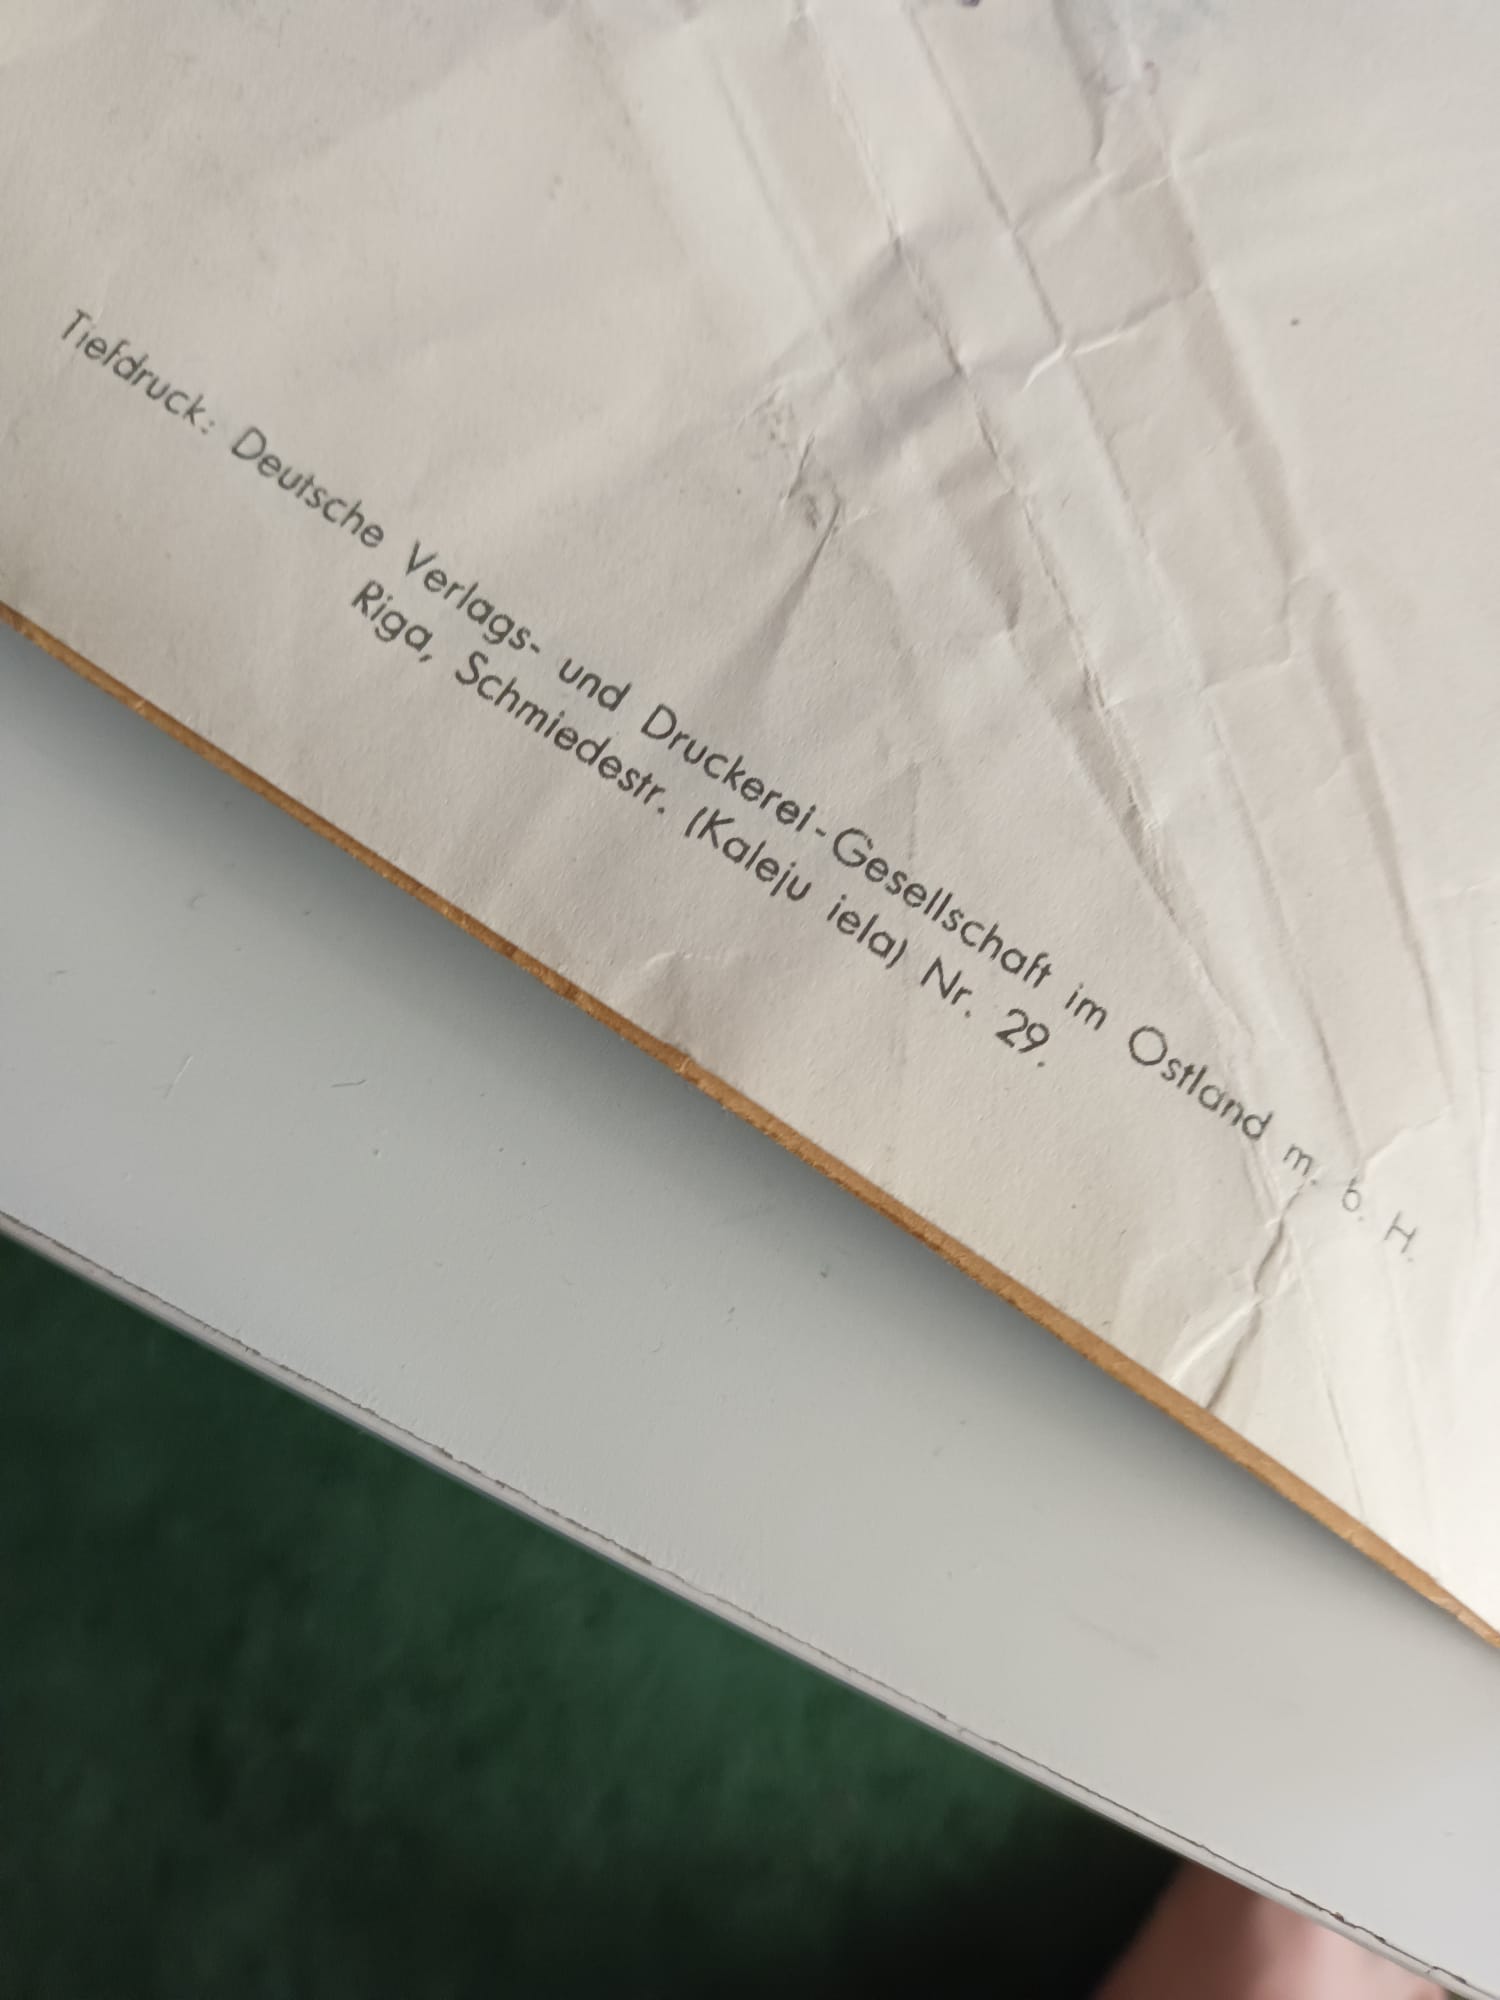 Tiefdruck: Deutsche Verlags- und Druckerei-Gesellschaft im Ostland m. b. H.
Riga, Schmiedestr. (Kaleju iela) Nr. 29.